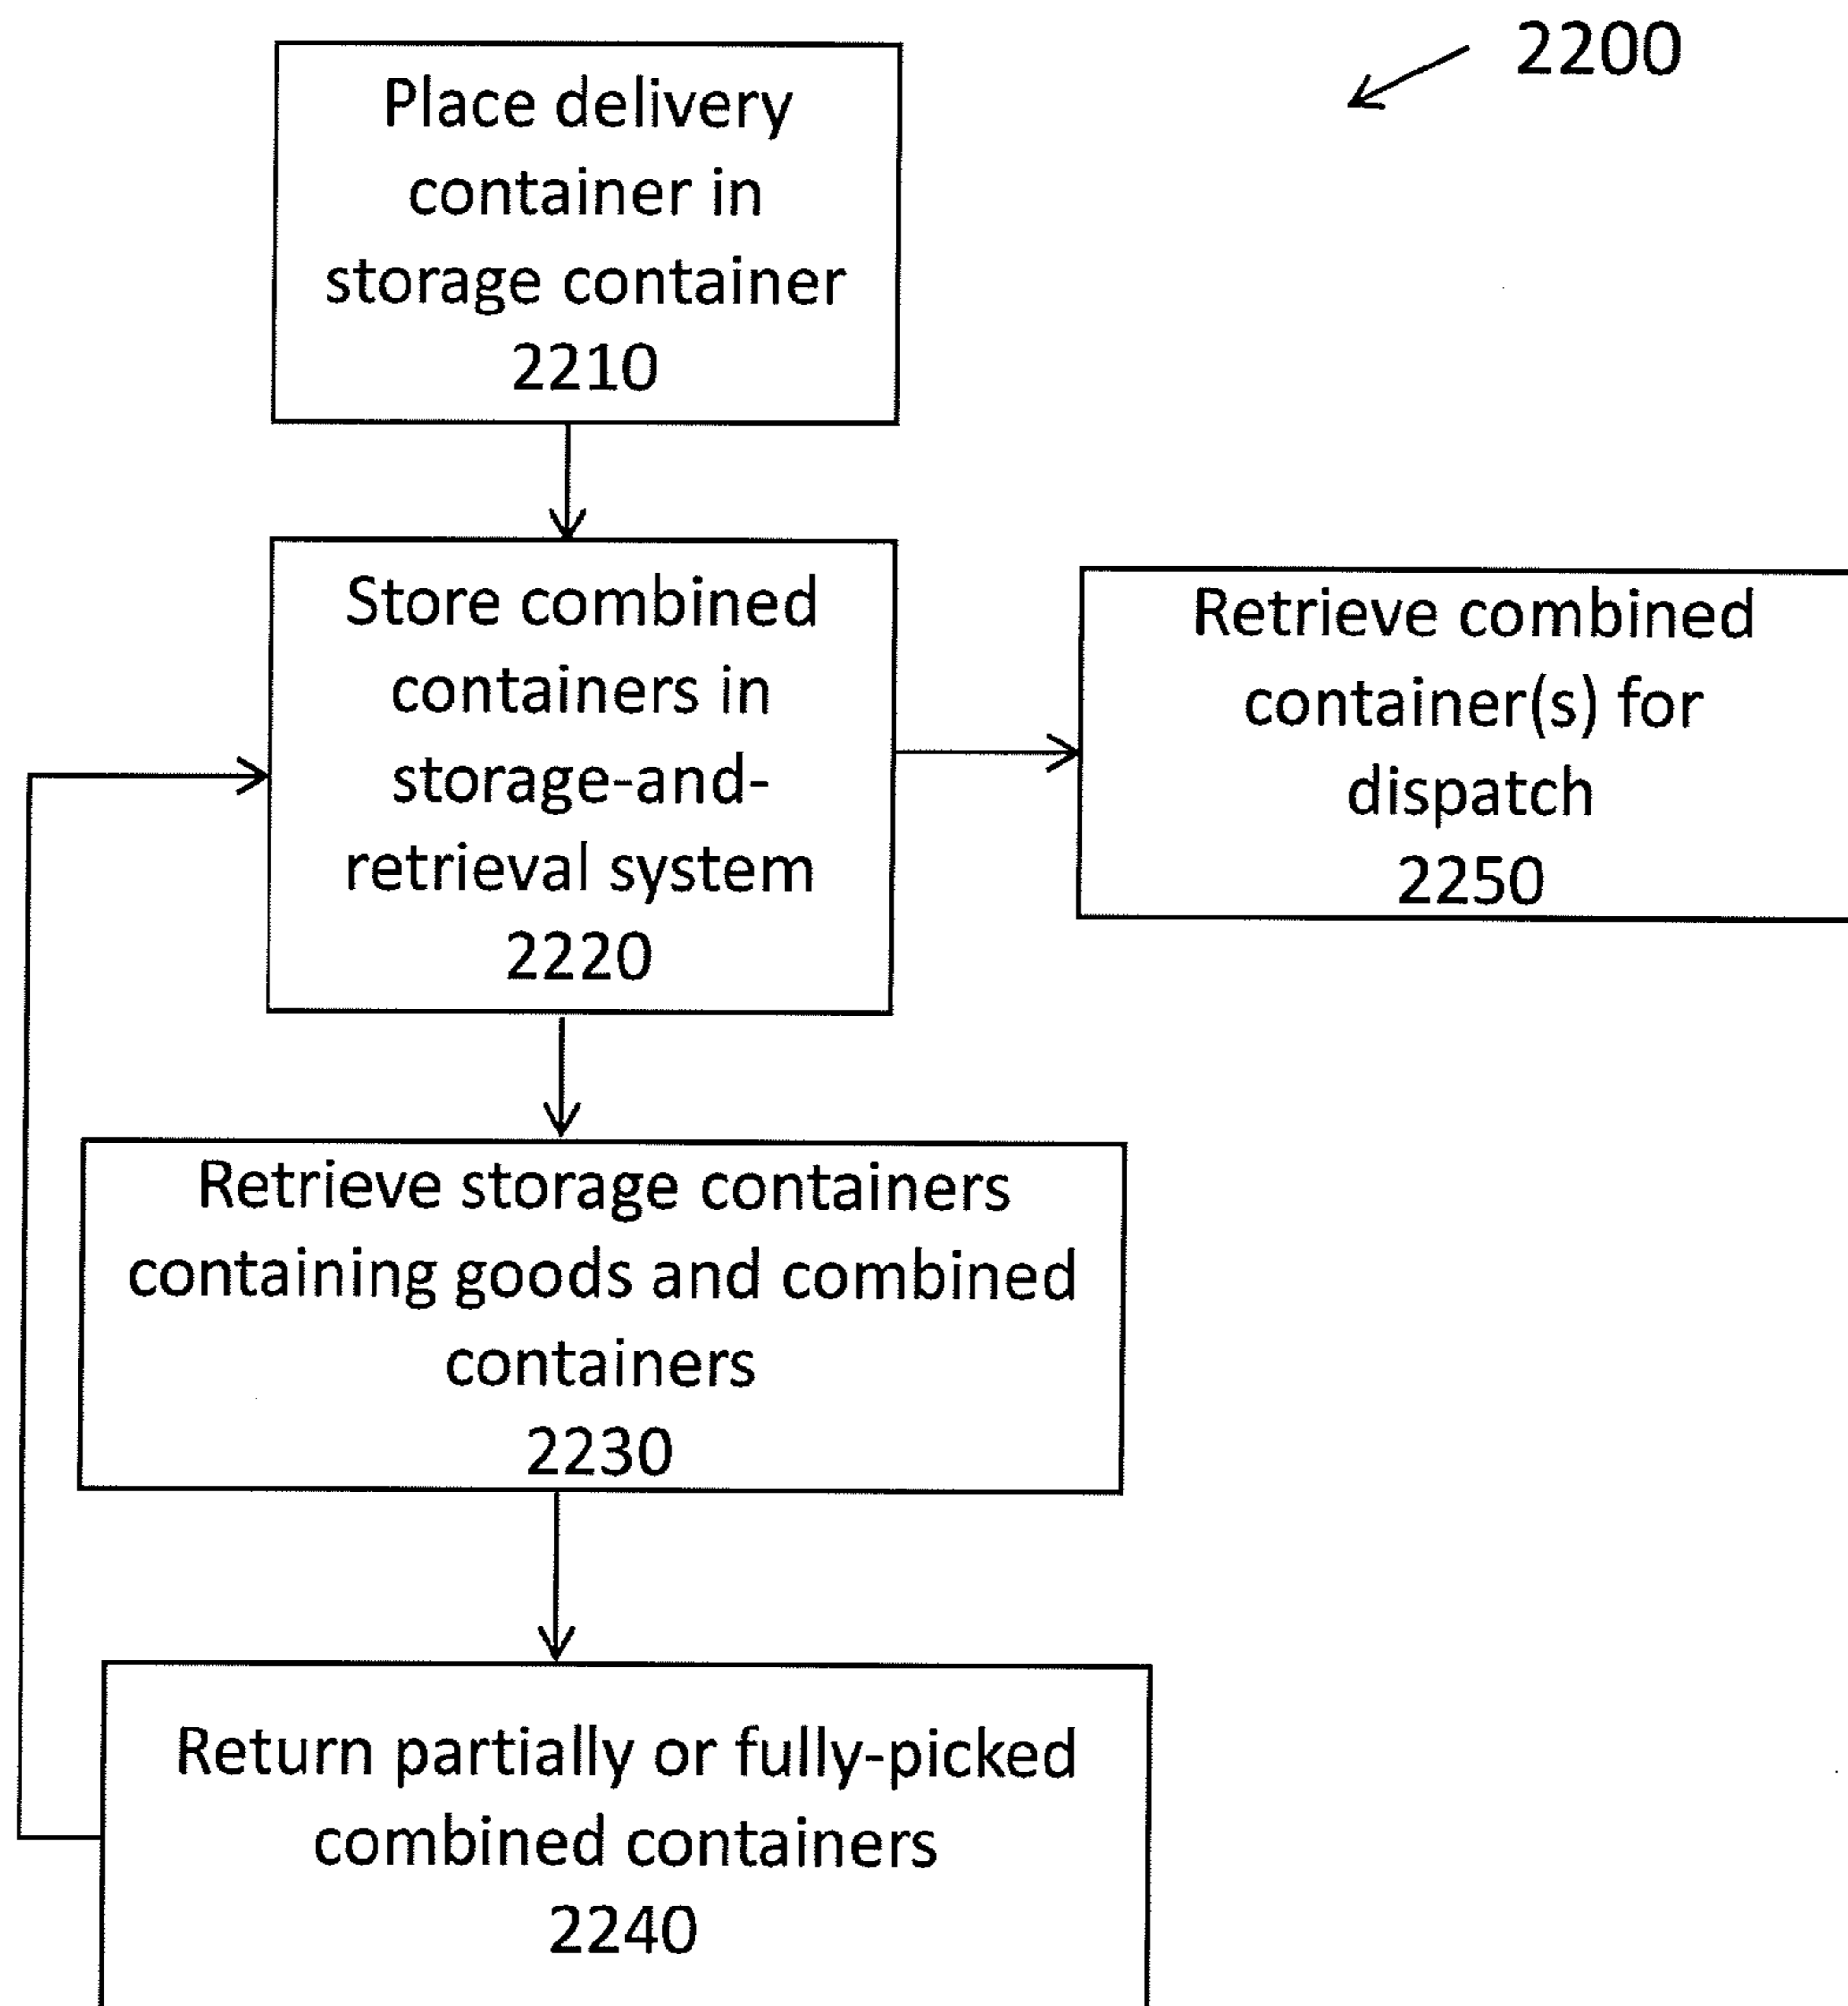 2200
Place delivery
container in
storage container
2210
Store combined
containers in
storage-and-
retrieval system
2220
Retrieve combined
container(s) for
dispatch
2250
Retrieve storage containers
containing goods and combined
containers
2230
Return partially or fully-picked
combined containers
2240